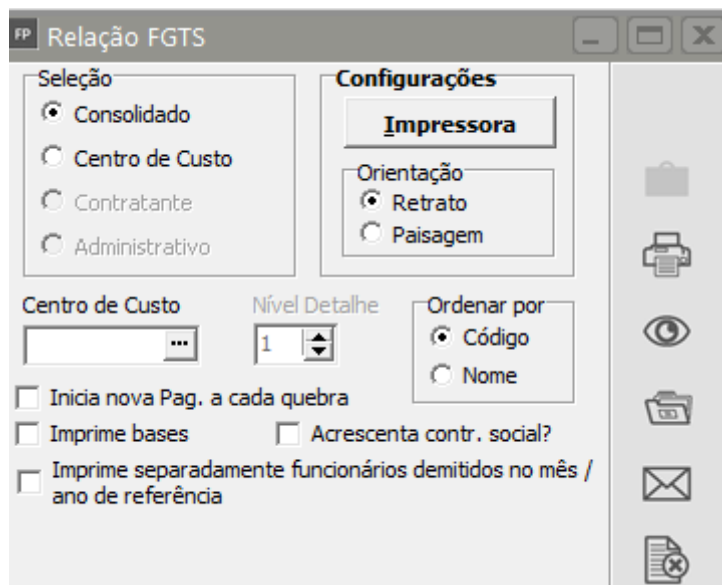 FP Relação FGTS
Seleção
Consolidado
Centro de Custo
Contratante
Administrativo
Configurações
Impressora
Orientação
Retrato
Paisagem
Centro de Custo
...
Nível Detalhe
1
Ordenar por
Código
Nome
Inicia nova Pag. a cada quebra
Imprime bases
Acrescenta contr. social?
Imprime separadamente funcionários demitidos no mês /
ano de referência